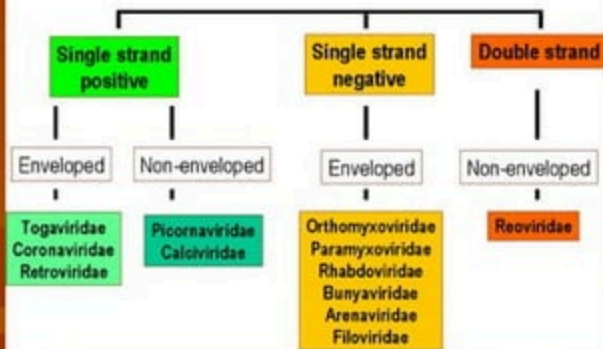 Single strand
positive
Single strand
negative
Double strand
Enveloped
Non-enveloped
Enveloped
Non-enveloped
Togaviridae
Coronaviridae
Retroviridae
Picornaviridae
Calciviridae
Orthomyxoviridae
Paramyxoviridae
Rhabdoviridae
Bunyaviridae
Arenaviridae
Filoviridae
Reoviridae